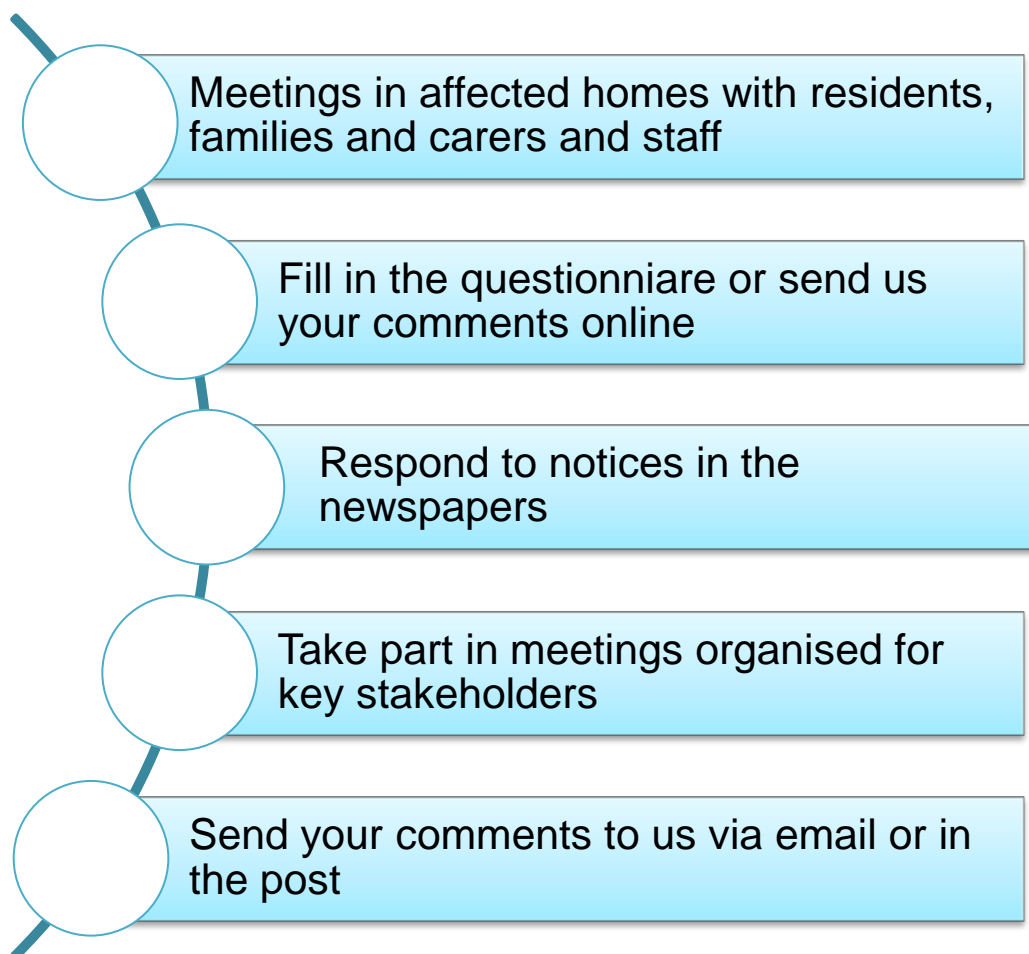 Meetings in affected homes with residents,
families and carers and staff
Fill in the questionniare or send us
your comments online
Respond to notices in the
newspapers
Take part in meetings organised for
key stakeholders
Send your comments to us via email or in
the post